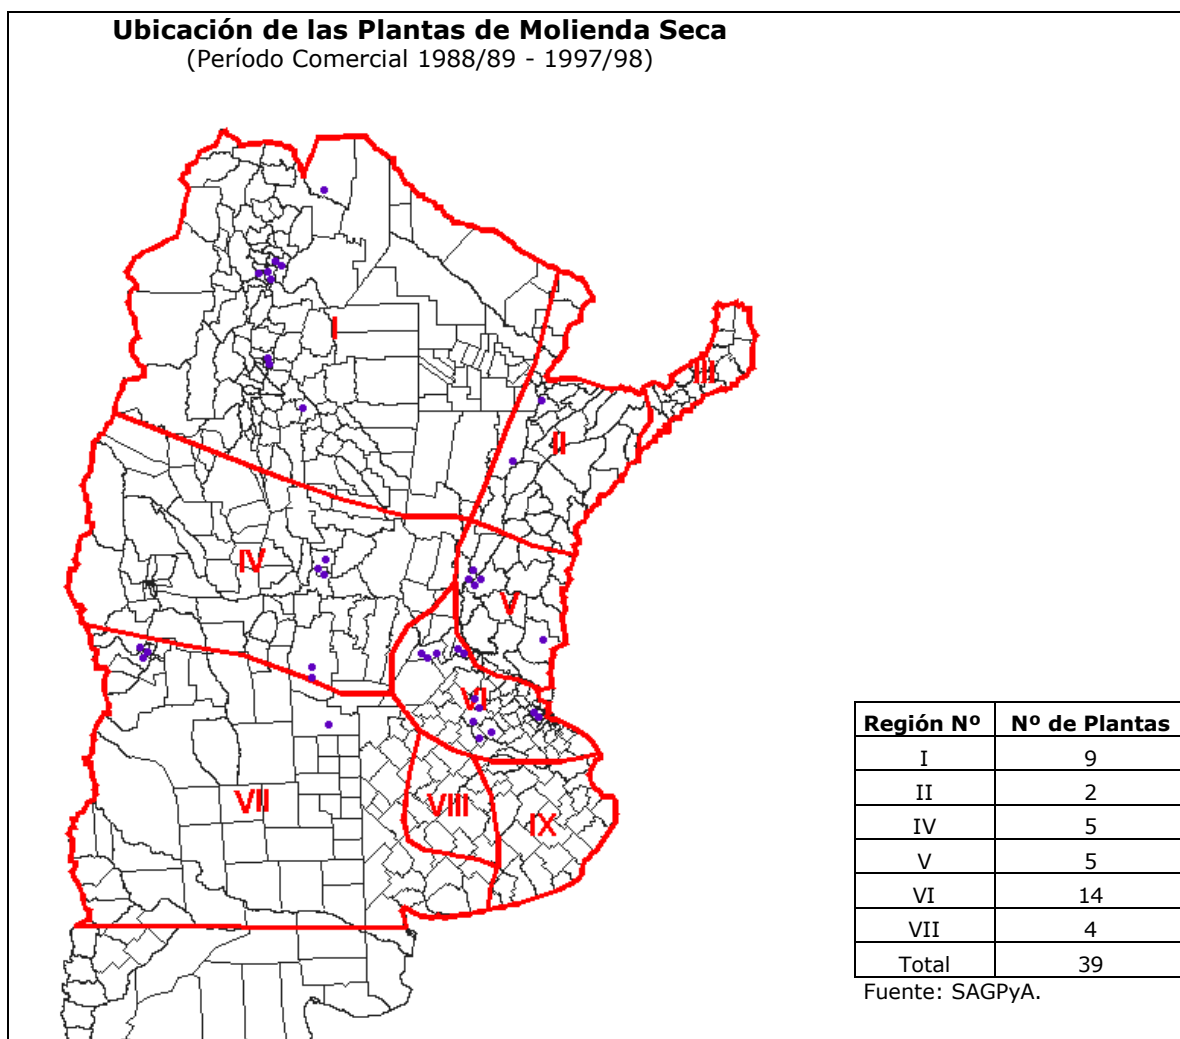 Ubicación de las Plantas de Molienda Seca
(Período Comercial 1988/89 - 1997/98)
I
III
II
IV
V
VI
VII
VIII
IX
Región Nº Nº de Plantas
I 9
II 2
IV 5
V 5
VI 14
VII 4
Total 39
Fuente: SAGPyA.